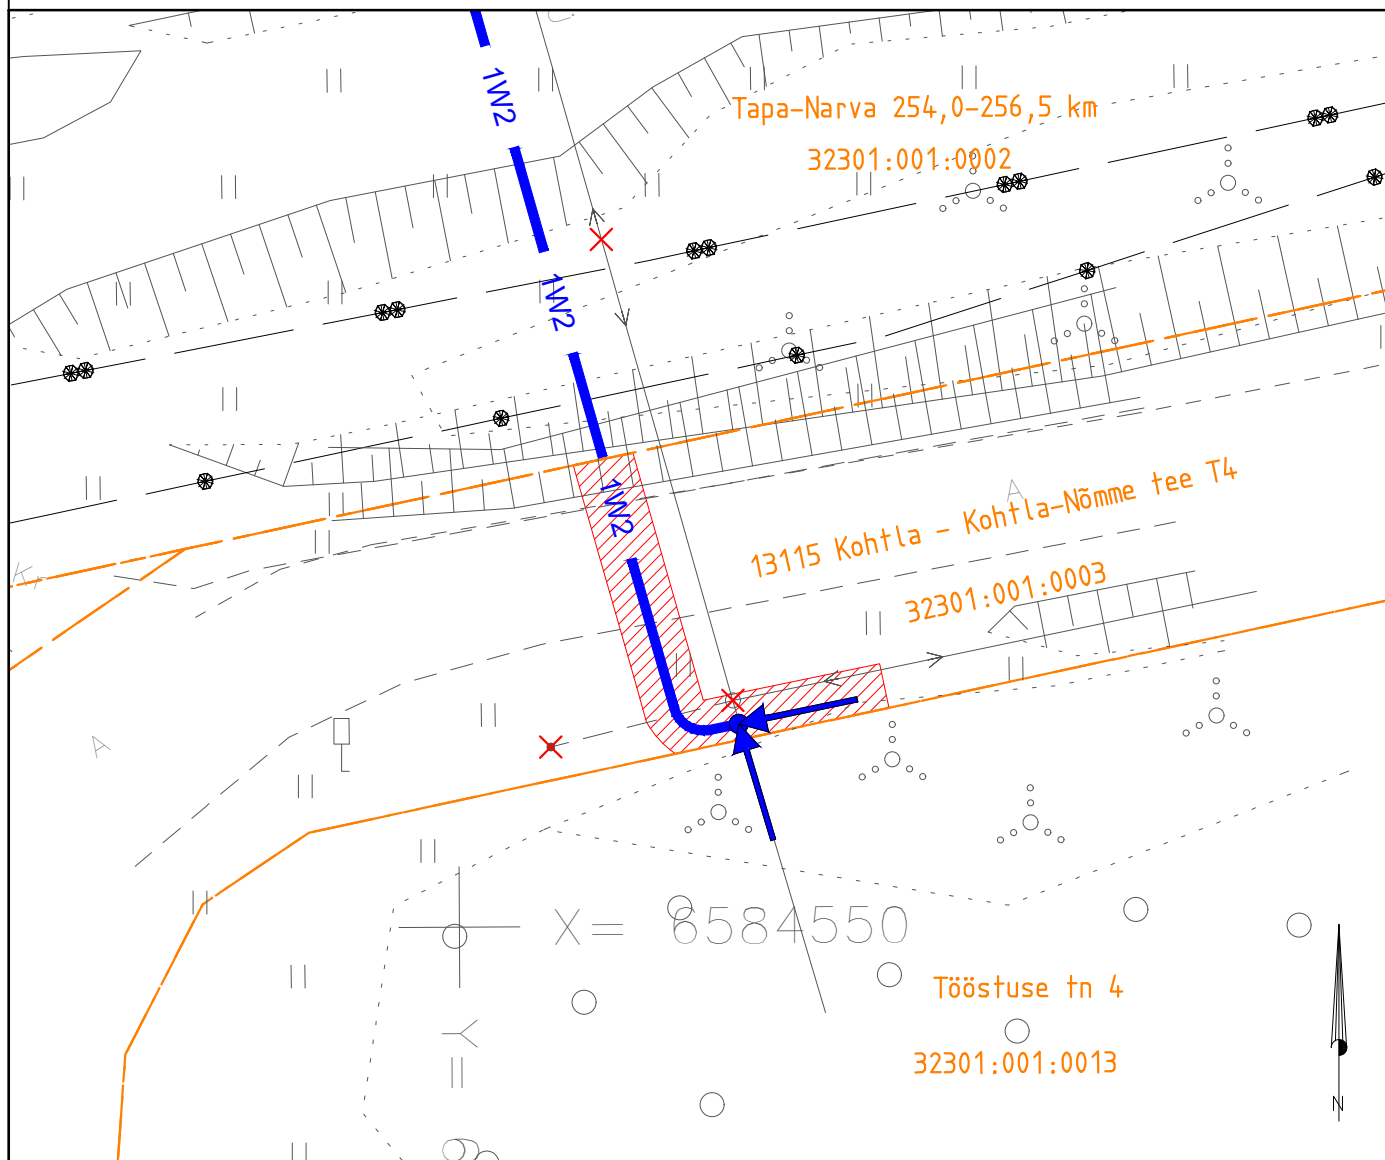 1W2
Tapa-Narva 254,0-256,5 km
32301:001:0002
1W2
1W2
13115 Kohtla - Kohtla-Nõmme tee T4
32301:001:0003
A
K
A
X= 6584550
Tööstuse tn 4
32301:001:0013
Y
N